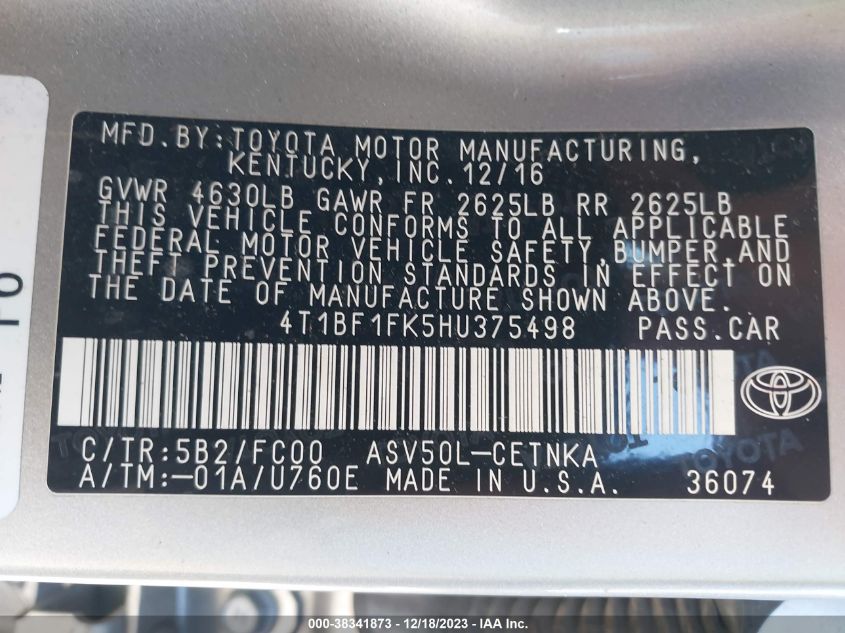 MFD.BY:TOYOTA MOTOR MANUFACTURING,
KENTUCKY,INC.12/16
GVWR 4630LB GAWR FR 2625LB RR 2625LB
THIS VEHICLE CONFORMS TO ALL APPLICABLE
FEDERAL MOTOR VEHICLE SAFETY,BUMPER,AND
THEFT PREVENTION STANDARDS IN EFFECT ON
THE DATE OF MANUFACTURE SHOWN ABOVE.
4T1BF1FK5HU375498 PASS.CAR
C/TR:5B2/FC00 ASV50L-CETNKA
A/TM:-01A/U760E MADE IN U.S.A. 36074
TOYOTA
000-38341873 / 12/18/2023 - IAA Inc.